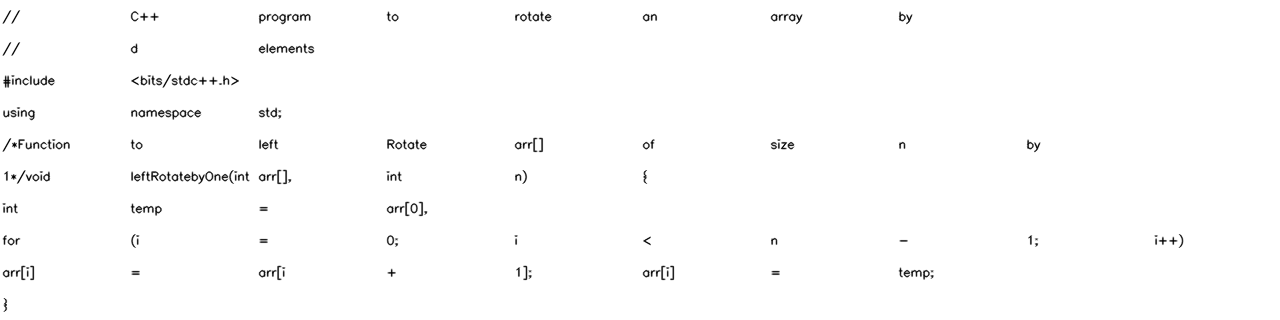 // C++ program to rotate an array by
// d elements
#include <bits/stdc++.h>
using namespace std;
/*Function to left Rotate arr[] of size n by
1*/void leftRotatebyOne(int arr[], int n) {
int temp = arr[0],
for (i = 0; i < n - 1; i++)
arr[i] = arr[i + 1]; arr[i] = temp;
}